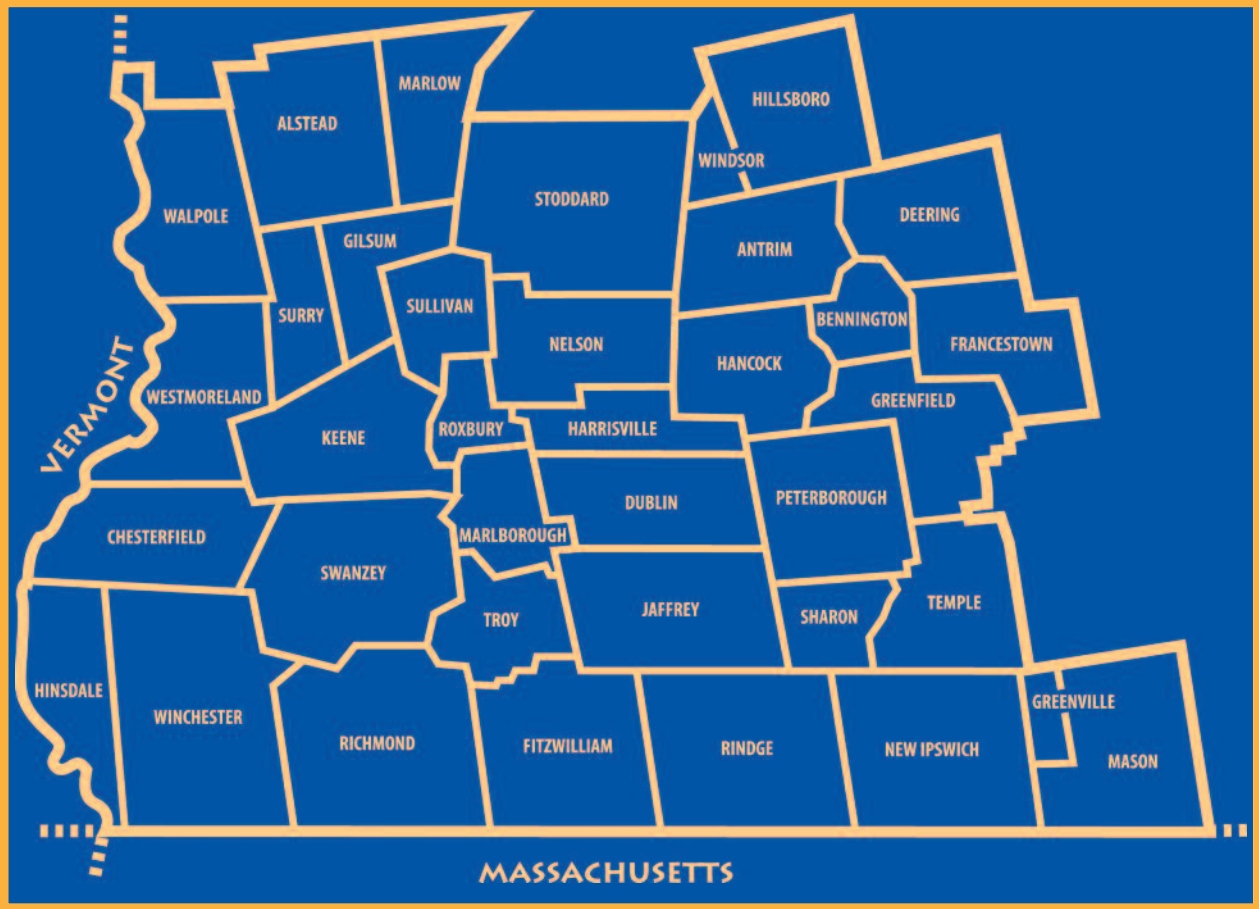 MARLOW
HILLSBORO
ALSTEAD
WINDSOR
STODDARD
WALPOLE
DEERING
GILSUM
ANTRIM
SULLIVAN
SURRY
BENNINGTON
NELSON
FRANCESTOWN
HANCOCK
VERMONT
WESTMORELAND
GREENFIELD
ROXBURY
HARRISVILLE
KEENE
PETERBOROUGH
DUBLIN
CHESTERFIELD
MARLBOROUGH
SWANZEY
TEMPLE
JAFFREY
SHARON
TROY
HINSDALE
GREENVILLE
WINCHESTER
RICHMOND
FITZWILLIAM
RINDGE
NEW IPSWICH
MASON
MASSACHUSETTS